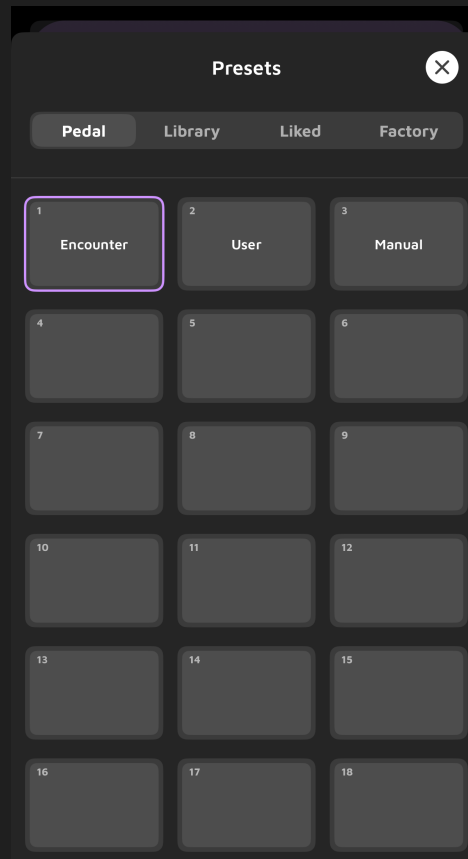 Presets
Pedal Library Liked Factory
1 2 3
Encounter User Manual
4 5 6
7 8 9
10 11 12
13 14 15
16 17 18